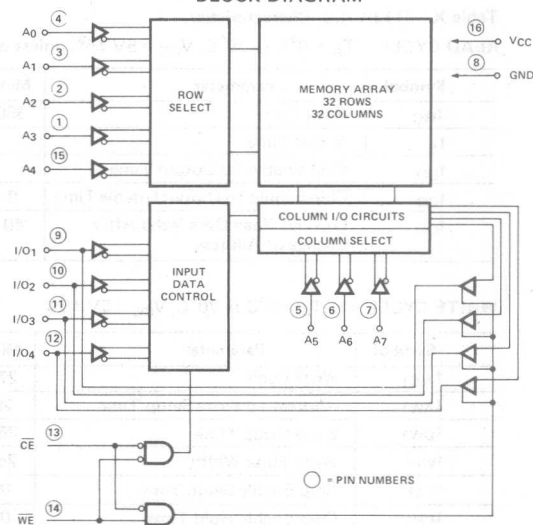 BLOCK DIAGRAM
A0 4
A1 3
A2 2
A3 1
A4 15
ROW
SELECT
MEMORY ARRAY
32 ROWS
32 COLUMNS
16 VCC
8 GND
COLUMN I/O CIRCUITS
COLUMN SELECT
5 6 7
A5 A6 A7
I/O1 9
I/O2 10
I/O3 11
I/O4 12
INPUT
DATA
CONTROL
CE 13
WE 14
= PIN NUMBERS